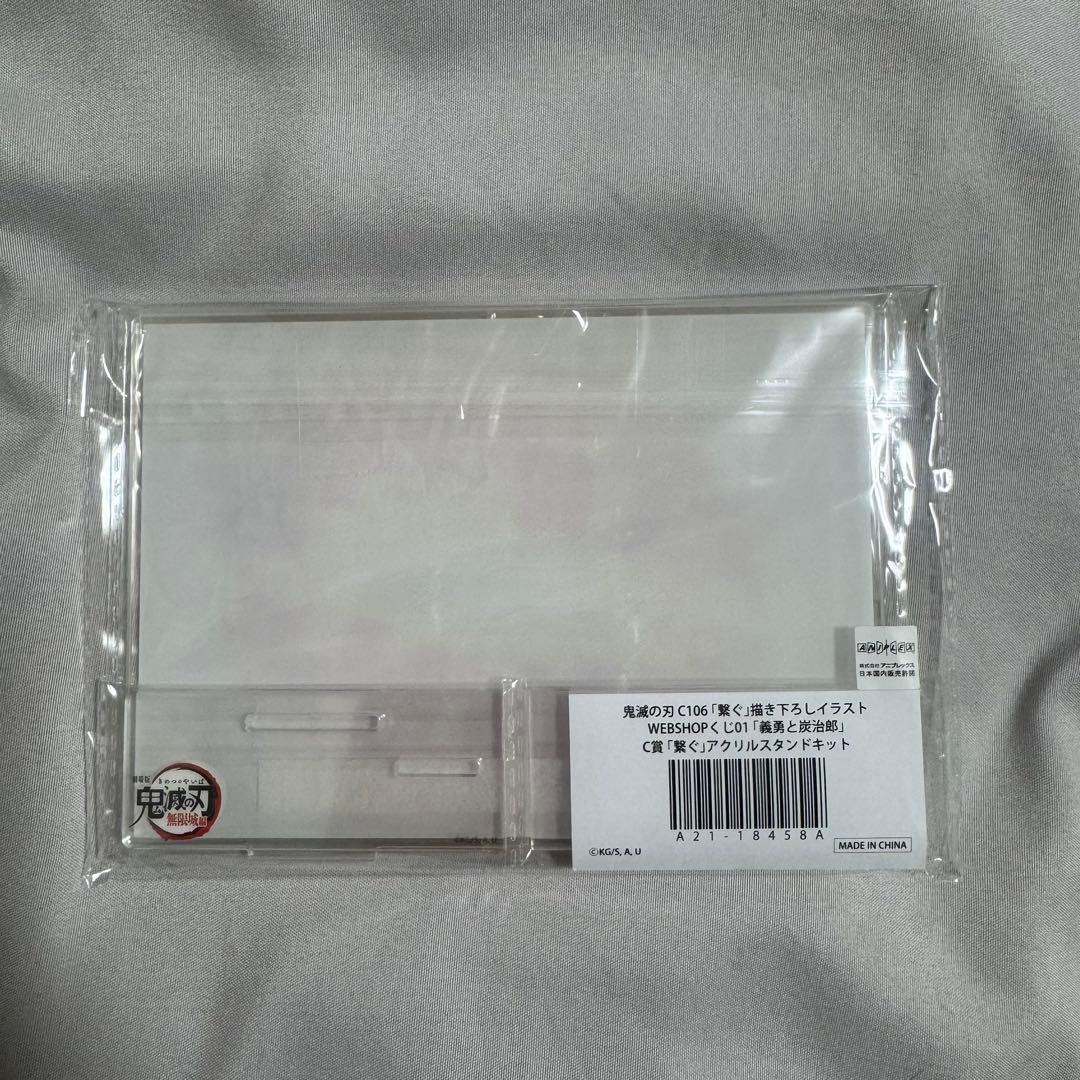 ANIPLEX
株式会社アニプレックス
日本国内販売許諾
鬼滅の刃 C106「繋ぐ」描き下ろしイラスト
WEBSHOPくじ01「義勇と炭治郎」
C賞「繋ぐ」アクリルスタンドキット
A21-18458A
©KG/S, A, U
MADE IN CHINA
劇場版
きめつのやいば
鬼滅の刃
無限城編
©KG/S, A, U